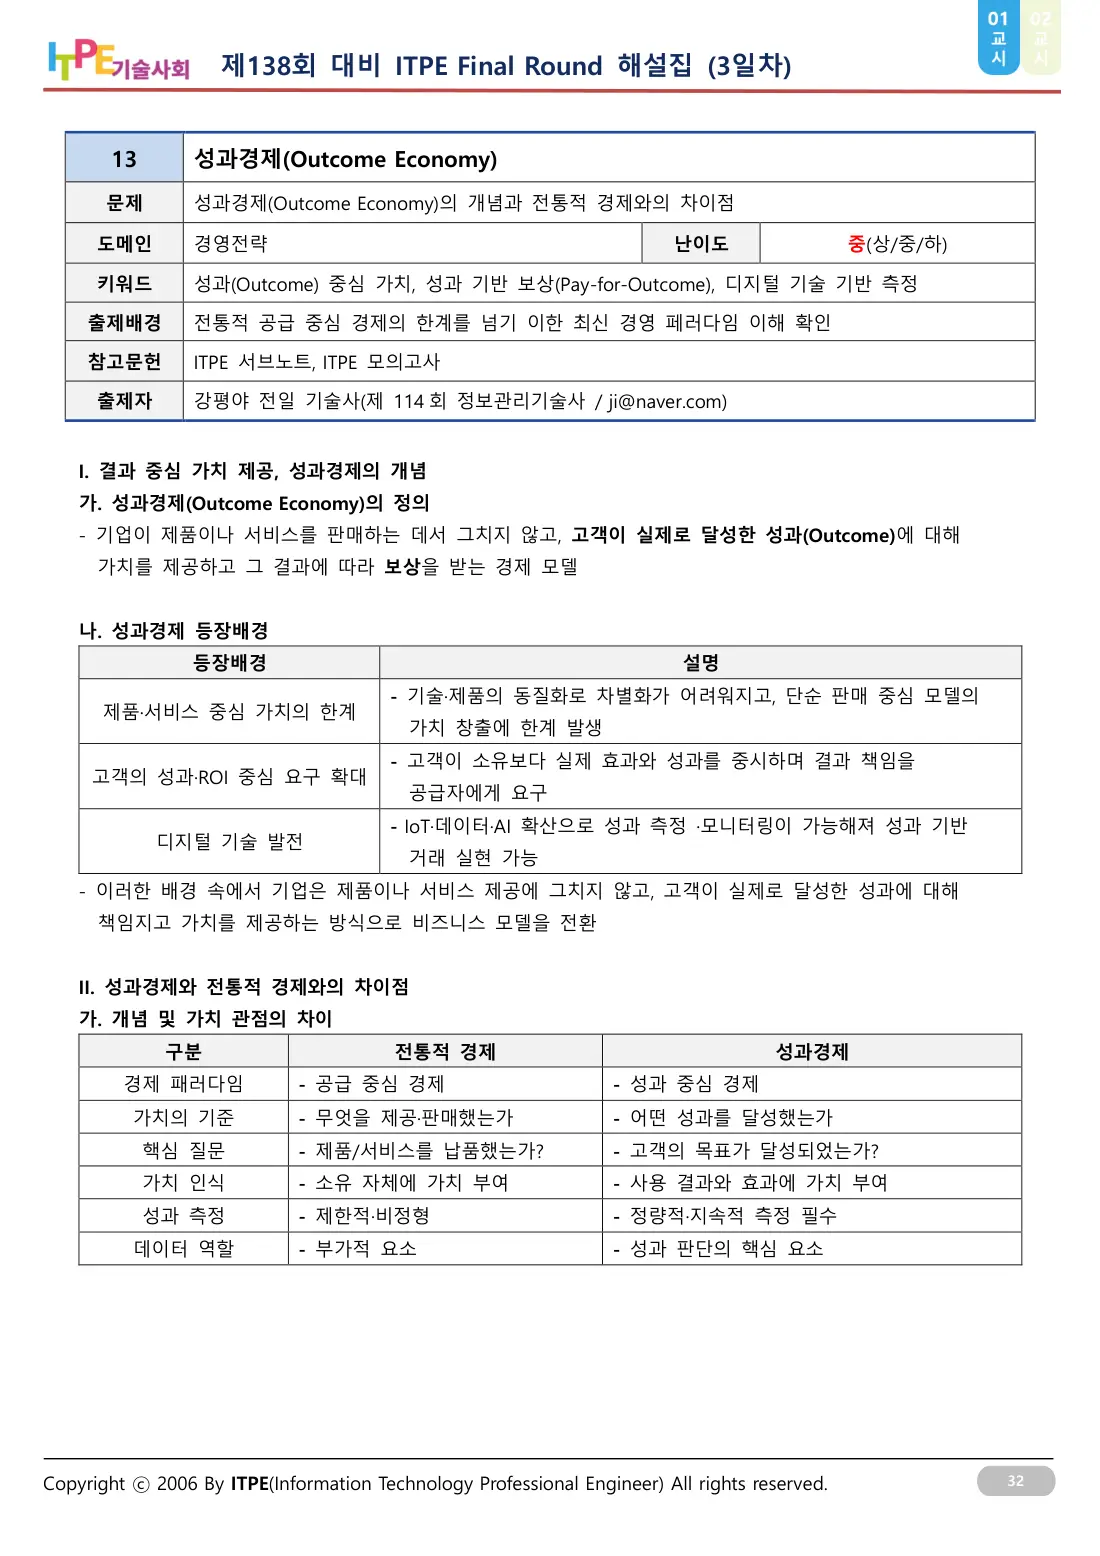 01
교
시
02
교
시
ITPE기술사회 제138회 대비 ITPE Final Round 해설집 (3일차)
13 성과경제(Outcome Economy)
문제 성과경제(Outcome Economy)의 개념과 전통적 경제와의 차이점
도메인 경영전략 난이도 중(상/중/하)
키워드 성과(Outcome) 중심 가치, 성과 기반 보상(Pay-for-Outcome), 디지털 기술 기반 측정
출제배경 전통적 공급 중심 경제의 한계를 넘기 이한 최신 경영 페러다임 이해 확인
참고문헌 ITPE 서브노트, ITPE 모의고사
출제자 강평야 전일 기술사(제 114회 정보관리기술사 / ji@naver.com)
I. 결과 중심 가치 제공, 성과경제의 개념
가. 성과경제(Outcome Economy)의 정의
- 기업이 제품이나 서비스를 판매하는 데서 그치지 않고, 고객이 실제로 달성한 성과(Outcome)에 대해
가치를 제공하고 그 결과에 따라 보상을 받는 경제 모델
나. 성과경제 등장배경
등장배경 설명
제품·서비스 중심 가치의 한계 - 기술·제품의 동질화로 차별화가 어려워지고, 단순 판매 중심 모델의
가치 창출에 한계 발생
고객의 성과·ROI 중심 요구 확대 - 고객이 소유보다 실제 효과와 성과를 중시하며 결과 책임을
공급자에게 요구
디지털 기술 발전 - IoT·데이터·AI 확산으로 성과 측정 ·모니터링이 가능해져 성과 기반
거래 실현 가능
- 이러한 배경 속에서 기업은 제품이나 서비스 제공에 그치지 않고, 고객이 실제로 달성한 성과에 대해
책임지고 가치를 제공하는 방식으로 비즈니스 모델을 전환
II. 성과경제와 전통적 경제와의 차이점
가. 개념 및 가치 관점의 차이
구분 전통적 경제 성과경제
경제 패러다임 - 공급 중심 경제 - 성과 중심 경제
가치의 기준 - 무엇을 제공·판매했는가 - 어떤 성과를 달성했는가
핵심 질문 - 제품/서비스를 납품했는가? - 고객의 목표가 달성되었는가?
가치 인식 - 소유 자체에 가치 부여 - 사용 결과와 효과에 가치 부여
성과 측정 - 제한적·비정형 - 정량적·지속적 측정 필수
데이터 역할 - 부가적 요소 - 성과 판단의 핵심 요소
Copyright ⓒ 2006 By ITPE(Information Technology Professional Engineer) All rights reserved.
32